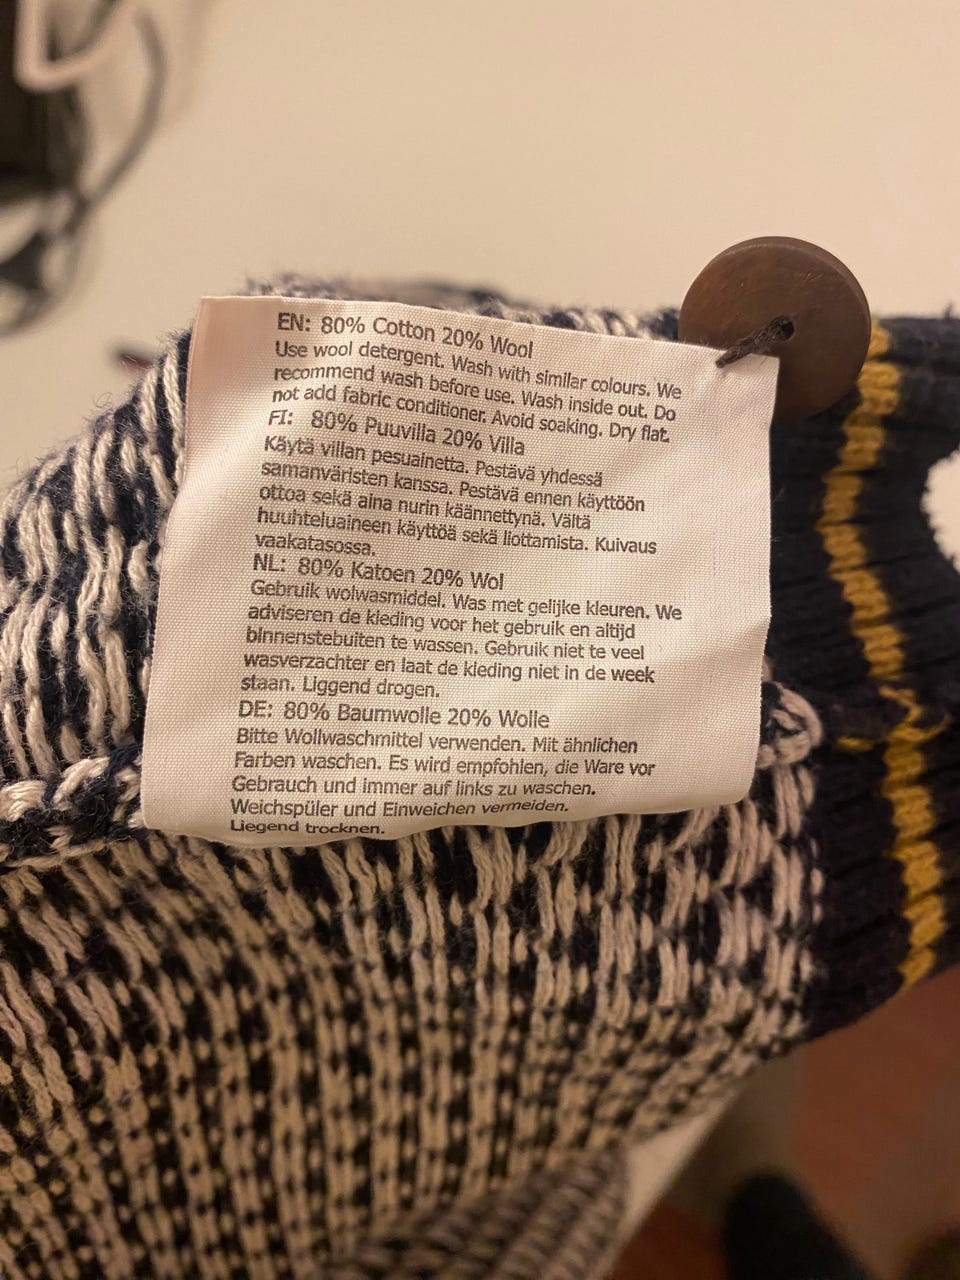 EN: 80% Cotton 20% Wool
Use wool detergent. Wash with similar colours. We
recommend wash before use. Wash inside out. Do
not add fabric conditioner. Avoid soaking. Dry flat.
FI: 80% Puuvilla 20% Villa
Käytä villan pesuainetta. Pestävä yhdessä
samanväristen kanssa. Pestävä ennen käyttöön
ottoa sekä aina nurin käännettynä. Vältä
huuhteluaineen käyttöä sekä liottamista. Kuivaus
vaakatasossa.
NL: 80% Katoen 20% Wol
Gebruik wolwasmiddel. Was met gelijke kleuren. We
adviseren de kleding voor het gebruik en altijd
binnenstebuiten te wassen. Gebruik niet te veel
wasverzachter en laat de kleding niet in de week
staan. Liggend drogen.
DE: 80% Baumwolle 20% Wolle
Bitte Wollwaschmittel verwenden. Mit ähnlichen
Farben waschen. Es wird empfohlen, die Ware vor
Gebrauch und immer auf links zu waschen.
Weichspüler und Einweichen vermeiden.
Liegend trocknen.